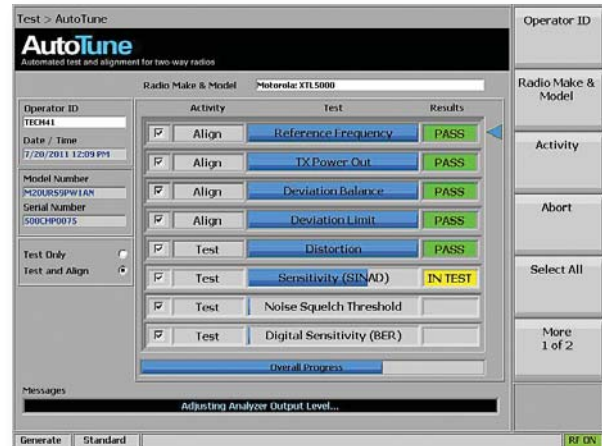 Test > AutoTune
AutoTune
Automated test and alignment for two-way radios
Radio Make & Model
Motorola: XTL5000
Operator ID
TECH41
Date / Time
7/20/2011 12:09 PM
Model Number
M20URS9PW1AN
Serial Number
500CHP0075
Test Only
Test and Align
Activity Test Results
Align Reference Frequency PASS
Align TX Power Out PASS
Align Deviation Balance PASS
Align Deviation Limit PASS
Test Distortion PASS
Test Sensitivity (SINAD) IN TEST
Test Noise Squelch Threshold
Test Digital Sensitivity (BER)
Overall Progress
Messages
Adjusting Analyzer Output Level...
Generate Standard RF ON
Operator ID
Radio Make &
Model
Activity
Abort
Select All
More
1 of 2